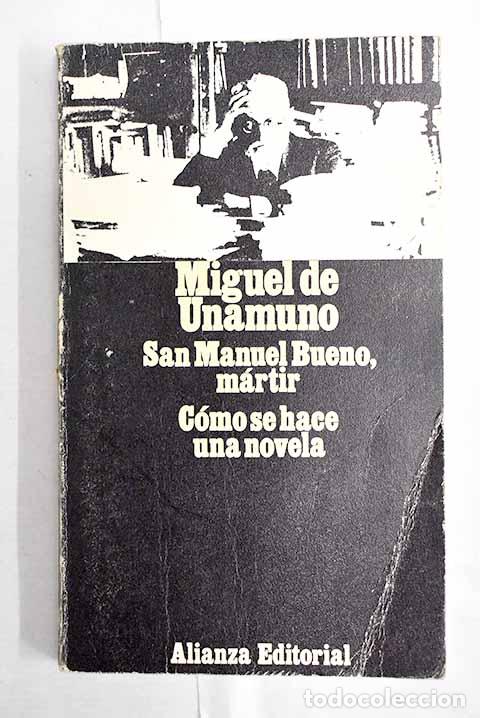 Miguel de
Unamuno
San Manuel Bueno,
mártir
Cómo se hace
una novela
Alianza Editorial
todocoleccion